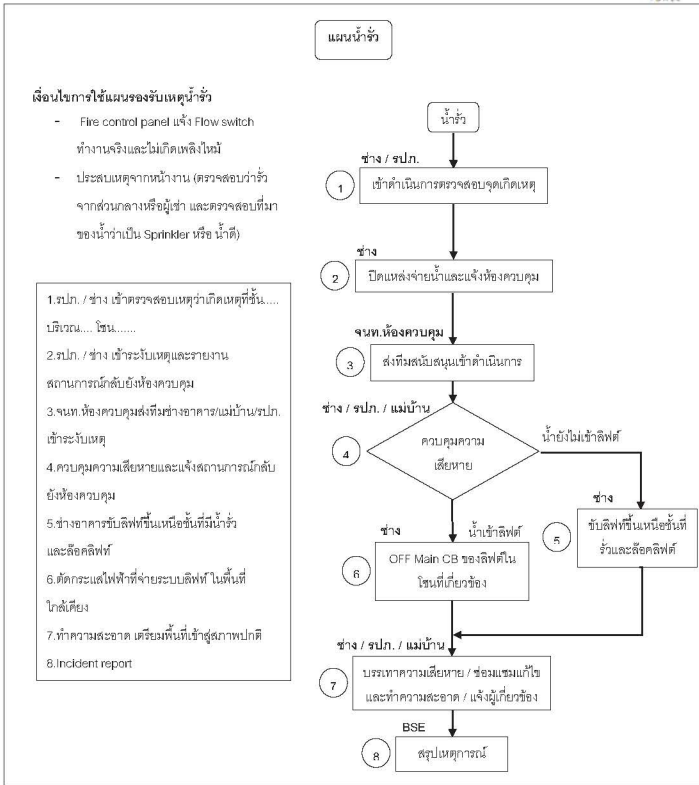 แผนน้ำรั่ว
เงื่อนไขการใช้แผนรองรับเหตุน้ำรั่ว
- Fire control panel แจ้ง Flow switch
ทำงานจริงและไม่เกิดเพลิงไหม้
- ประสบเหตุจากหน้างาน (ตรวจสอบว่ารั่ว
จากส่วนกลางหรือผู้เช่า และตรวจสอบที่มา
ของน้ำว่าเป็น Sprinkler หรือ น้ำดี)
1.รปภ. / ช่าง เข้าตรวจสอบเหตุว่าเกิดเหตุที่ชั้น.....
บริเวณ.... โซน.......
2.รปภ. / ช่าง เข้าระงับเหตุและรายงาน
สถานการณ์กลับยังห้องควบคุม
3.จนท.ห้องควบคุมส่งทีมช่างอาคาร/แม่บ้าน/รปภ.
เข้าระงับเหตุ
4.ควบคุมความเสียหายและแจ้งสถานการณ์กลับ
ยังห้องควบคุม
5.ช่างอาคารขับลิฟท์ขึ้นเหนือชั้นที่มีน้ำรั่ว
และล๊อคลิฟท์
6.ตัดกระแสไฟฟ้าที่จ่ายระบบลิฟท์ ในพื้นที่
ใกล้เคียง
7.ทำความสะอาด เตรียมพื้นที่เข้าสู่สภาพปกติ
8.Incident report
น้ำรั่ว
ช่าง / รปภ.
1 เข้าดำเนินการตรวจสอบจุดเกิดเหตุ
ช่าง
2 ปิดแหล่งจ่ายน้ำและแจ้งห้องควบคุม
จนท.ห้องควบคุม
3 ส่งทีมสนับสนุนเข้าดำเนินการ
ช่าง / รปภ. / แม่บ้าน
4 ควบคุมความ
เสียหาย
น้ำยังไม่เข้าลิฟต์
ช่าง
5 ขับลิฟท์ขึ้นเหนือชั้นที่
รั่วและล๊อคลิฟต์
น้ำเข้าลิฟต์
ช่าง
6 OFF Main CB ของลิฟต์ใน
โซนที่เกี่ยวข้อง
ช่าง / รปภ. / แม่บ้าน
7 บรรเทาความเสียหาย / ซ่อมแซมแก้ไข
และทำความสะอาด / แจ้งผู้เกี่ยวข้อง
BSE
8 สรุปเหตุการณ์